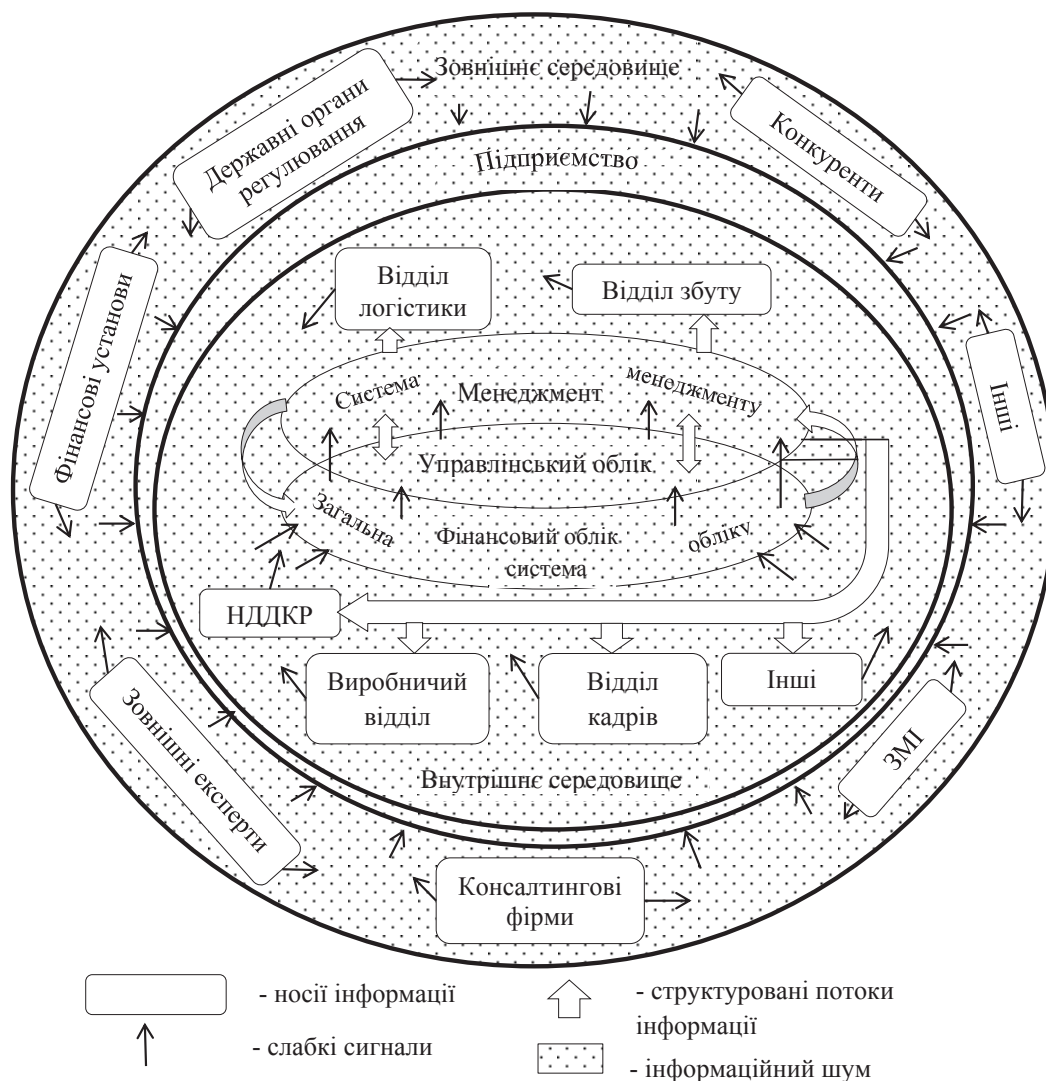 Зовнішнє середовище
Державні органи
регулювання
Конкуренти
Підприємство
Фінансові установи
Відділ
логістики
Відділ збуту
Інші
Система
Менеджмент
менеджменту
Управлінський облік
Загальна
Фінансовий облік
система
обліку
НДДКР
Виробничий
відділ
Відділ
кадрів
Інші
Зовнішні експерти
ЗМІ
Внутрішнє середовище
Консалтингові
фірми
- носії інформації
- структуровані потоки
інформації
- слабкі сигнали
- інформаційний шум